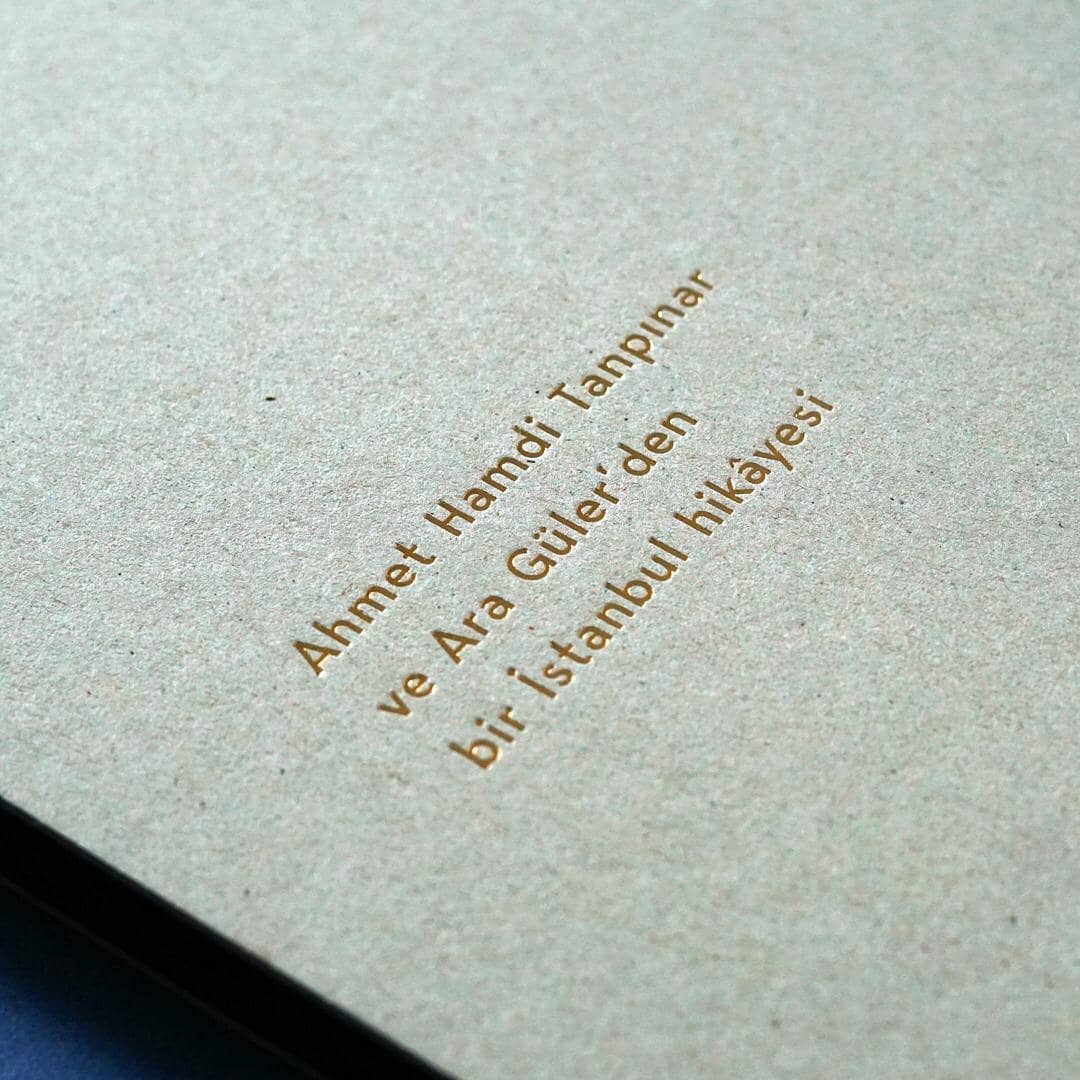 Ahmet Hamdi Tanpınar
ve Ara Güler'den
bir İstanbul hikâyesi